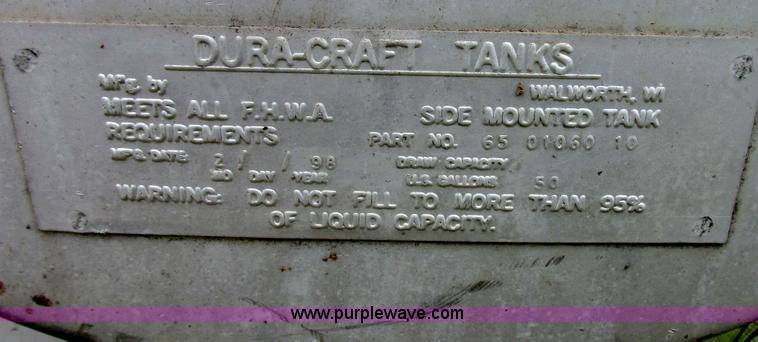 DURA-CRAFT TANKS
Mfg. by WALWORTH, WI
MEETS ALL F.H.W.A. SIDE MOUNTED TANK
REQUIREMENTS PART NO. 65 01060 10
MFG. DATE: 2/ / 98 DRAW CAPACITY
MO DAY YEAR U.S. GALLONS 50
WARNING: DO NOT FILL TO MORE THAN 95%
OF LIQUID CAPACITY.
www.purplewave.com